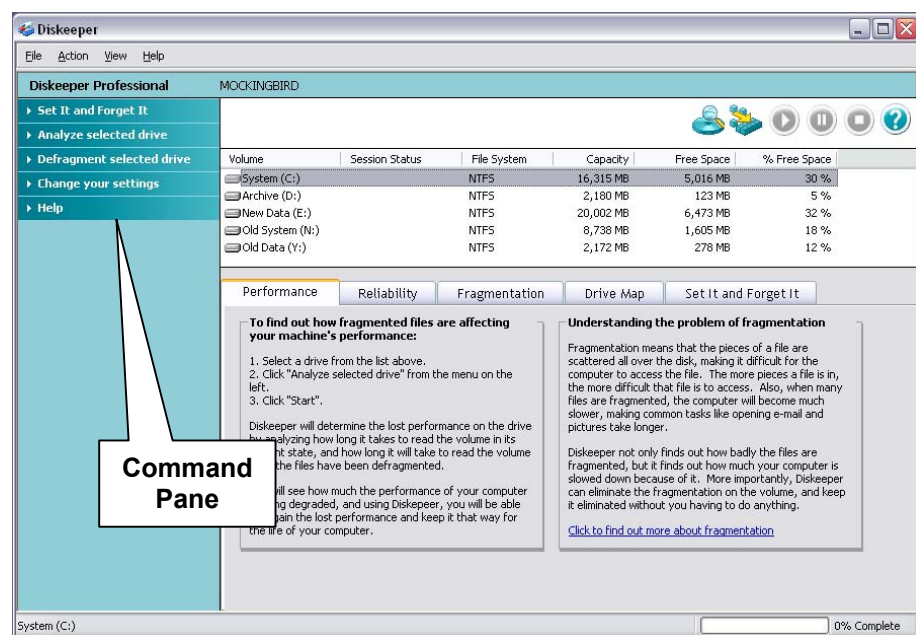 Diskeeper
File Action View Help
Diskeeper Professional MOCKINGBIRD
Set It and Forget It
Analyze selected drive
Defragment selected drive
Change your settings
Help
Volume Session Status File System Capacity Free Space % Free Space
System (C:) NTFS 16,315 MB 5,016 MB 30 %
Archive (D:) NTFS 2,180 MB 123 MB 5 %
New Data (E:) NTFS 20,002 MB 6,473 MB 32 %
Old System (N:) NTFS 8,738 MB 1,605 MB 18 %
Old Data (Y:) NTFS 2,172 MB 278 MB 12 %
Performance Reliability Fragmentation Drive Map Set It and Forget It
To find out how fragmented files are affecting
your machine's performance:
1. Select a drive from the list above.
2. Click "Analyze selected drive" from the menu on the
left.
3. Click "Start".
Diskeeper will determine the lost performance on the drive
by analyzing how long it takes to read the volume in its
state, and how long it will take to read the volume
the files have been defragmented.
will see how much the performance of your computer
degraded, and using Diskepeer, you will be able
the lost performance and keep it that way for
the life of your computer.
Understanding the problem of fragmentation
Fragmentation means that the pieces of a file are
scattered all over the disk, making it difficult for the
computer to access the file. The more pieces a file is in,
the more difficult that file is to access. Also, when many
files are fragmented, the computer will become much
slower, making common tasks like opening e-mail and
pictures take longer.
Diskeeper not only finds out how badly the files are
fragmented, but it finds out how much your computer is
slowed down because of it. More importantly, Diskeeper
can eliminate the fragmentation on the volume, and keep
it eliminated without you having to do anything.
Click to find out more about fragmentation
Command
Pane
System (C:) 0% Complete